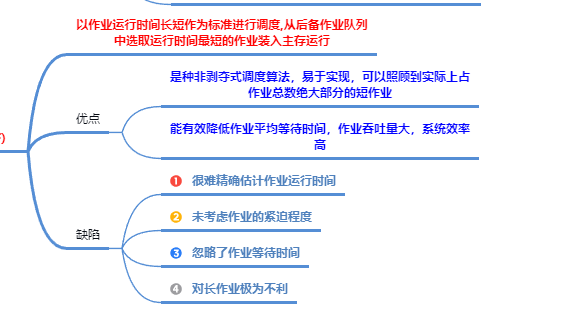 以作业运行时间长短作为标准进行调度,从后备作业队列
中选取运行时间最短的作业装入主存运行
优点
是种非剥夺式调度算法，易于实现，可以照顾到实际上占
作业总数绝大部分的短作业
能有效降低作业平均等待时间，作业吞吐量大，系统效率
高
缺陷
1 很难精确估计作业运行时间
2 未考虑作业的紧迫程度
3 忽略了作业等待时间
4 对长作业极为不利